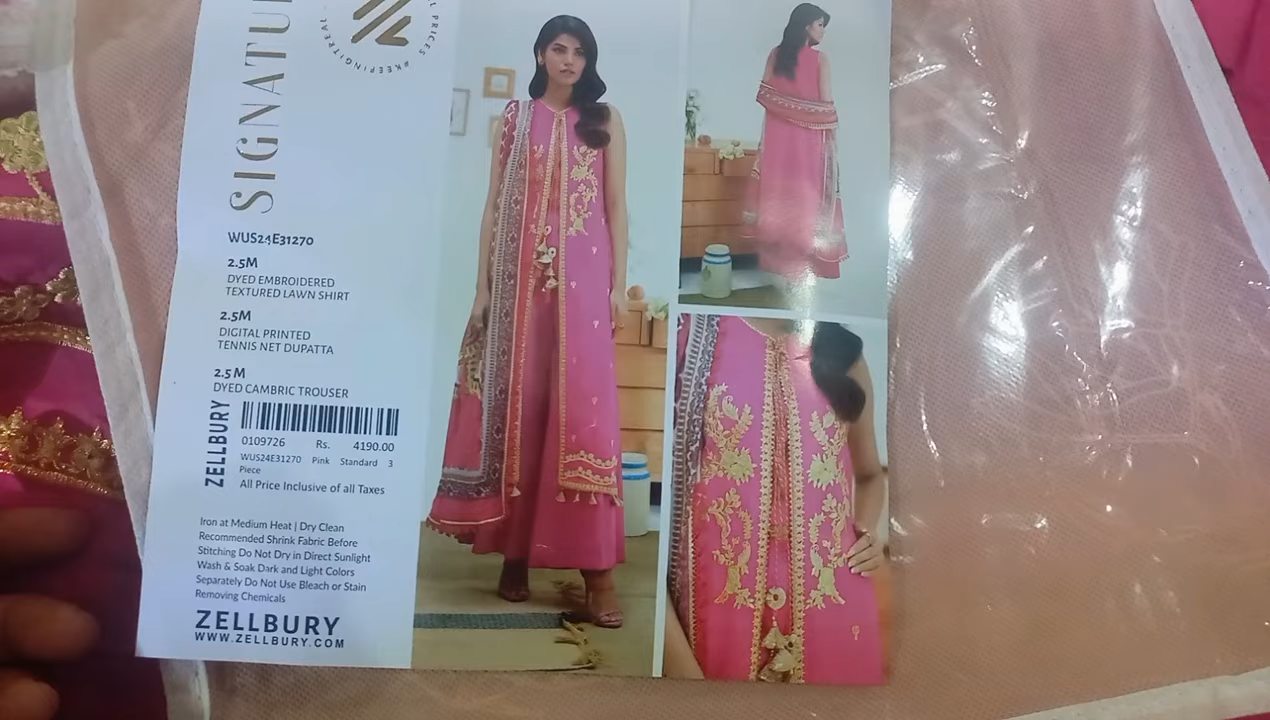 SIGNATU
L PRICES
#KEEPINGITREAL
WUS24E31270
2.5M
DYED EMBROIDERED
TEXTURED LAWN SHIRT
2.5M
DIGITAL PRINTED
TENNIS NET DUPATTA
2.5 M
DYED CAMBRIC TROUSER
ZELLBURY
0109726 Rs. 4190.00
WUS24E31270 Pink Standard 3
Piece
All Price Inclusive of all Taxes
Iron at Medium Heat | Dry Clean
Recommended Shrink Fabric Before
Stitching Do Not Dry in Direct Sunlight
Wash & Soak Dark and Light Colors
Separately Do Not Use Bleach or Stain
Removing Chemicals
ZELLBURY
WWW.ZELLBURY.COM